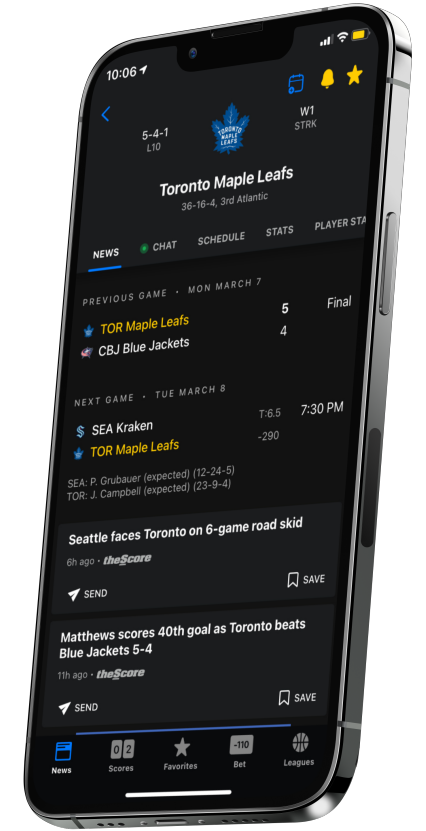 10:06
5-4-1
L10
TORONTO
MAPLE
LEAFS
W1
STRK
Toronto Maple Leafs
36-16-4, 3rd Atlantic
NEWS
CHAT
SCHEDULE
STATS
PLAYER STA
PREVIOUS GAME • MON MARCH 7
TOR Maple Leafs 5 Final
CBJ Blue Jackets 4
NEXT GAME • TUE MARCH 8
SEA Kraken T:6.5 7:30 PM
TOR Maple Leafs -290
SEA: P. Grubauer (expected) (12-24-5)
TOR: J. Campbell (expected) (23-9-4)
Seattle faces Toronto on 6-game road skid
6h ago • theScore
SEND SAVE
Matthews scores 40th goal as Toronto beats
Blue Jackets 5-4
11h ago • theScore
SEND SAVE
0 2 -110
News Scores Favorites Bet Leagues